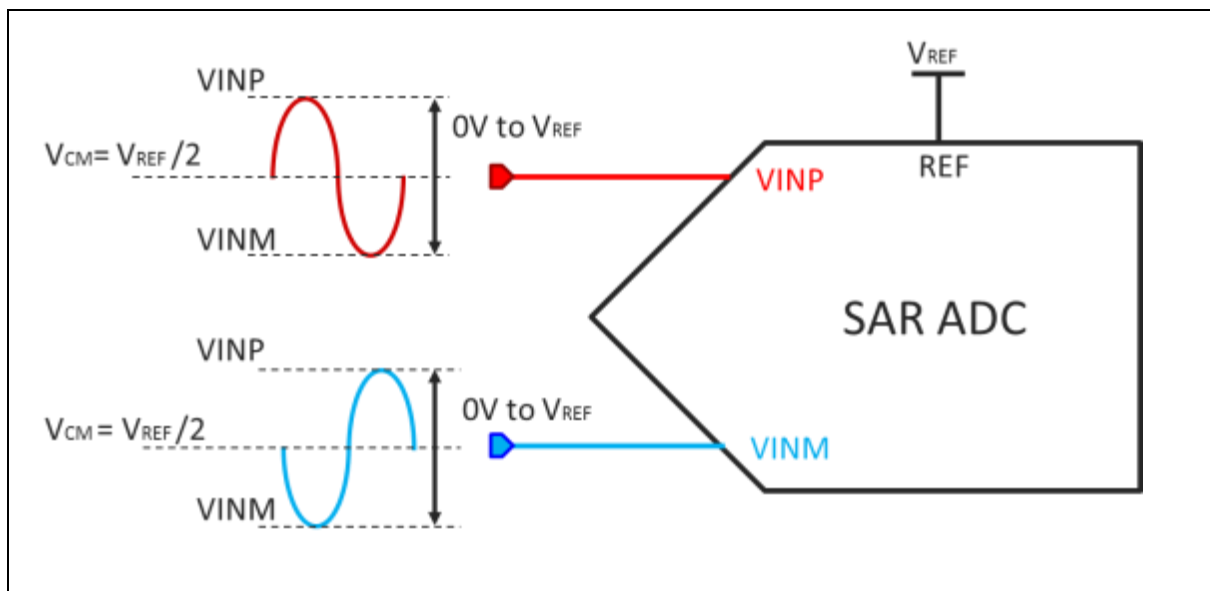 VINP
0V to VREF
VCM= VREF/2
VINM
VREF
REF
VINP
SAR ADC
VINP
0V to VREF
VCM = VREF/2
VINM
VINM